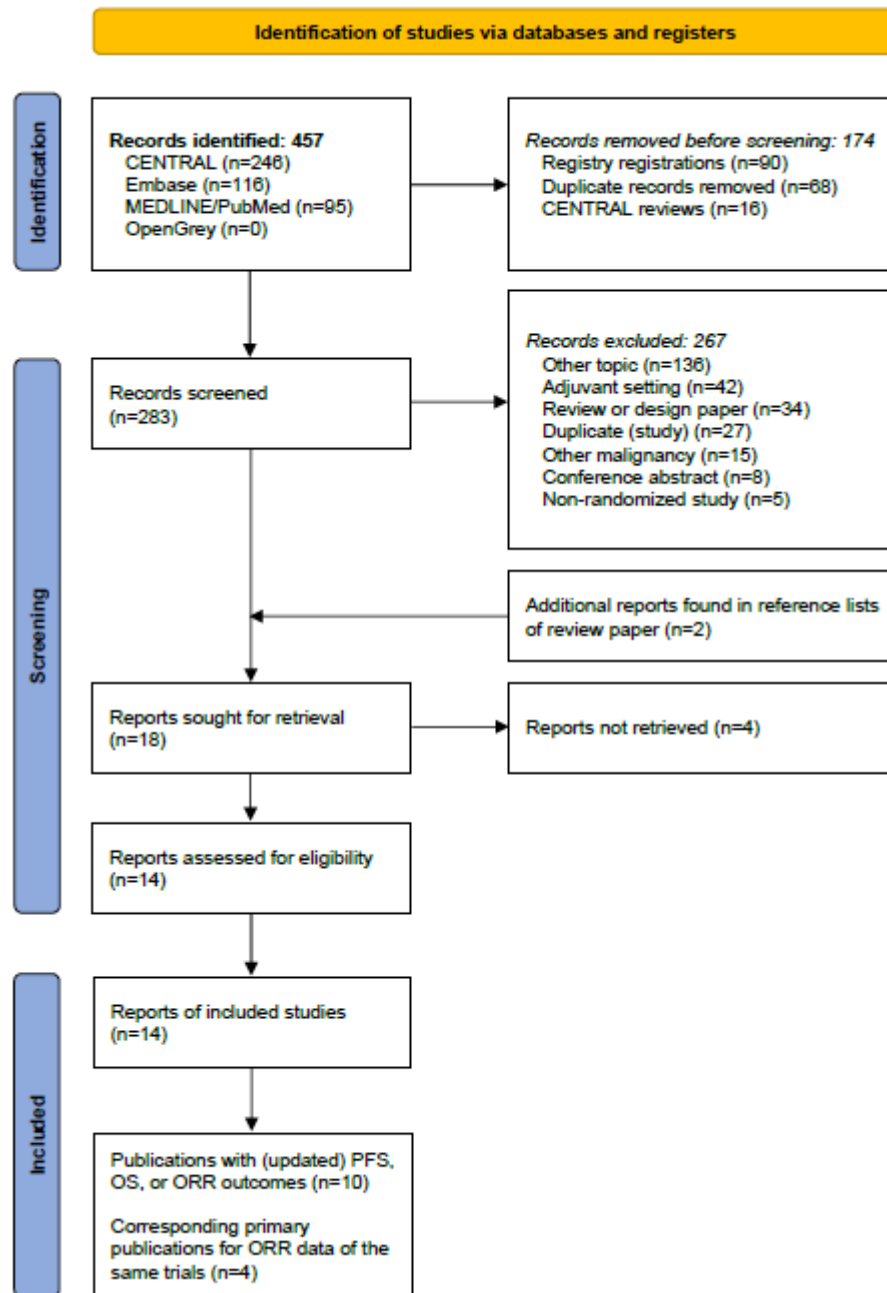 Identification of studies via databases and registers
Identification
Records identified: 457
CENTRAL (n=246)
Embase (n=116)
MEDLINE/PubMed (n=95)
OpenGrey (n=0)
Records removed before screening: 174
Registry registrations (n=90)
Duplicate records removed (n=68)
CENTRAL reviews (n=16)
Screening
Records screened
(n=283)
Records excluded: 267
Other topic (n=136)
Adjuvant setting (n=42)
Review or design paper (n=34)
Duplicate (study) (n=27)
Other malignancy (n=15)
Conference abstract (n=8)
Non-randomized study (n=5)
Additional reports found in reference lists
of review paper (n=2)
Reports sought for retrieval
(n=18)
Reports not retrieved (n=4)
Reports assessed for eligibility
(n=14)
Included
Reports of included studies
(n=14)
Publications with (updated) PFS,
OS, or ORR outcomes (n=10)
Corresponding primary
publications for ORR data of the
same trials (n=4)